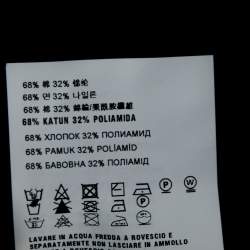 68% 棉 32% 锦纶
68% 면 32% 나일론
68% 棉 32% 錦綸/聚酰胺纖維
68% KATUN 32% POLIAMIDA
68% ХЛОПОК 32% ПОЛИАМИД
68% PAMUK 32% POLİAMİD
68% БАВОВНА 32% ПОЛІАМІД
P W
LAVARE IN ACQUA FREDDA A ROVESCIO E
SEPARATAMENTE NON LASCIARE IN AMMOLLO